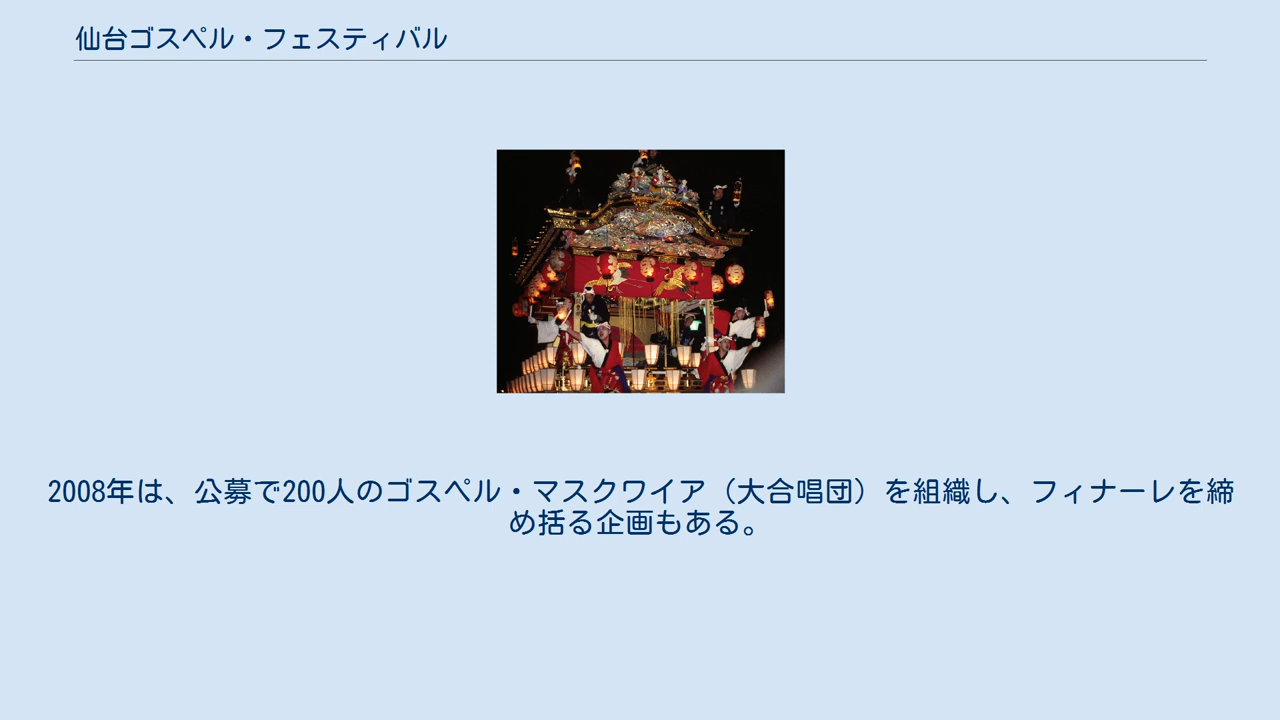 仙台ゴスペル・フェスティバル
2008年は、公募で200人のゴスペル・マスクワイア（大合唱団）を組織し、フィナーレを締
め括る企画もある。